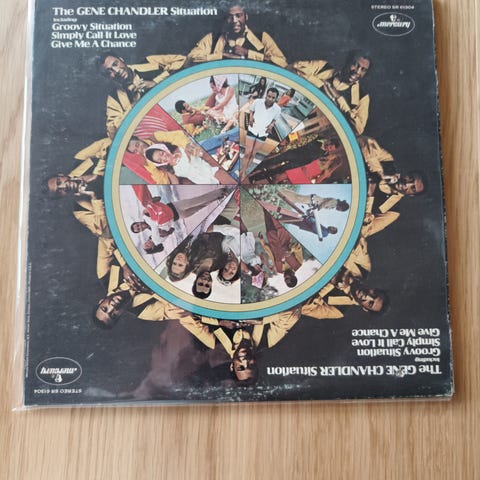 The GENE CHANDLER Situation
Including
Groovy Situation
Simply Call It Love
Give Me A Chance
STEREO SR 61304
mercury
The GENE CHANDLER Situation
Including
Groovy Situation
Simply Call It Love
Give Me A Chance
mercury
STEREO SR 61304